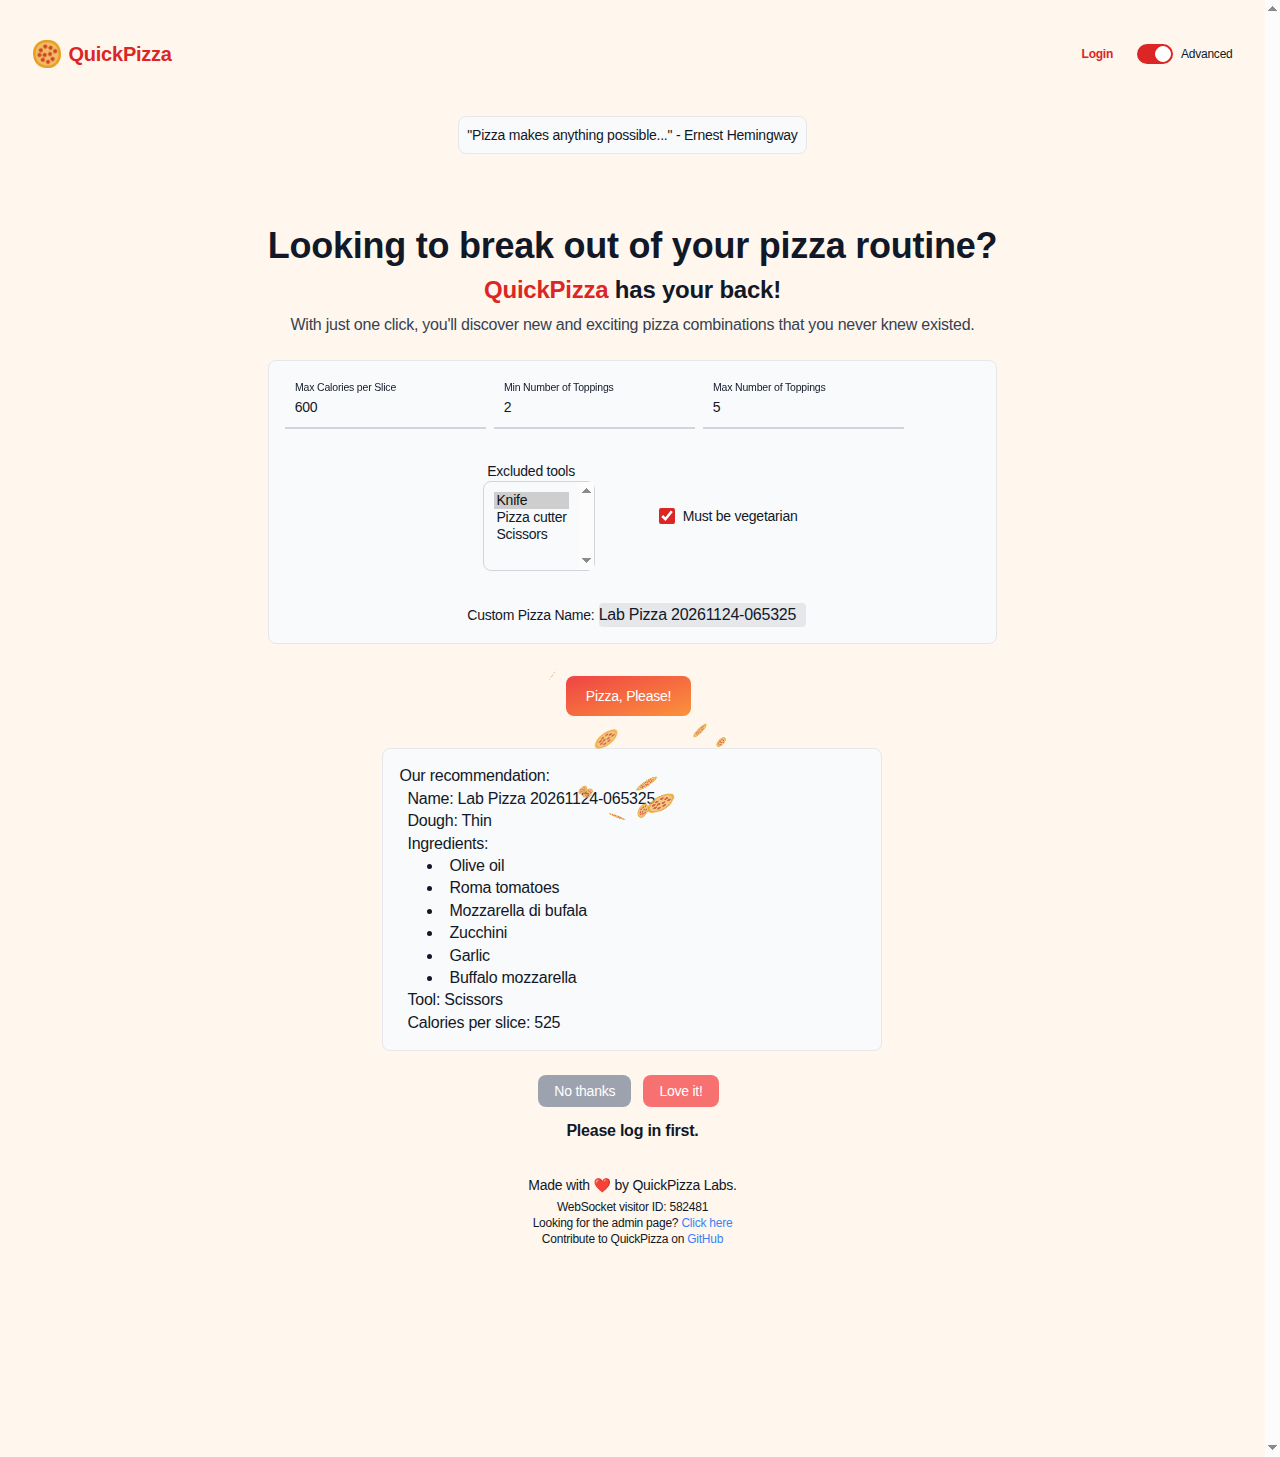 QuickPizza
Login
Advanced
"Pizza makes anything possible..." - Ernest Hemingway
Looking to break out of your pizza routine?
QuickPizza has your back!
With just one click, you'll discover new and exciting pizza combinations that you never knew existed.
Max Calories per Slice
600
Min Number of Toppings
2
Max Number of Toppings
5
Excluded tools
Knife
Pizza cutter
Scissors
Must be vegetarian
Custom Pizza Name: Lab Pizza 20261124-065325
Pizza, Please!
Our recommendation:
Name: Lab Pizza 20261124-065325
Dough: Thin
Ingredients:
Olive oil
Roma tomatoes
Mozzarella di bufala
Zucchini
Garlic
Buffalo mozzarella
Tool: Scissors
Calories per slice: 525
No thanks
Love it!
Please log in first.
Made with ❤️ by QuickPizza Labs.
WebSocket visitor ID: 582481
Looking for the admin page? Click here
Contribute to QuickPizza on GitHub